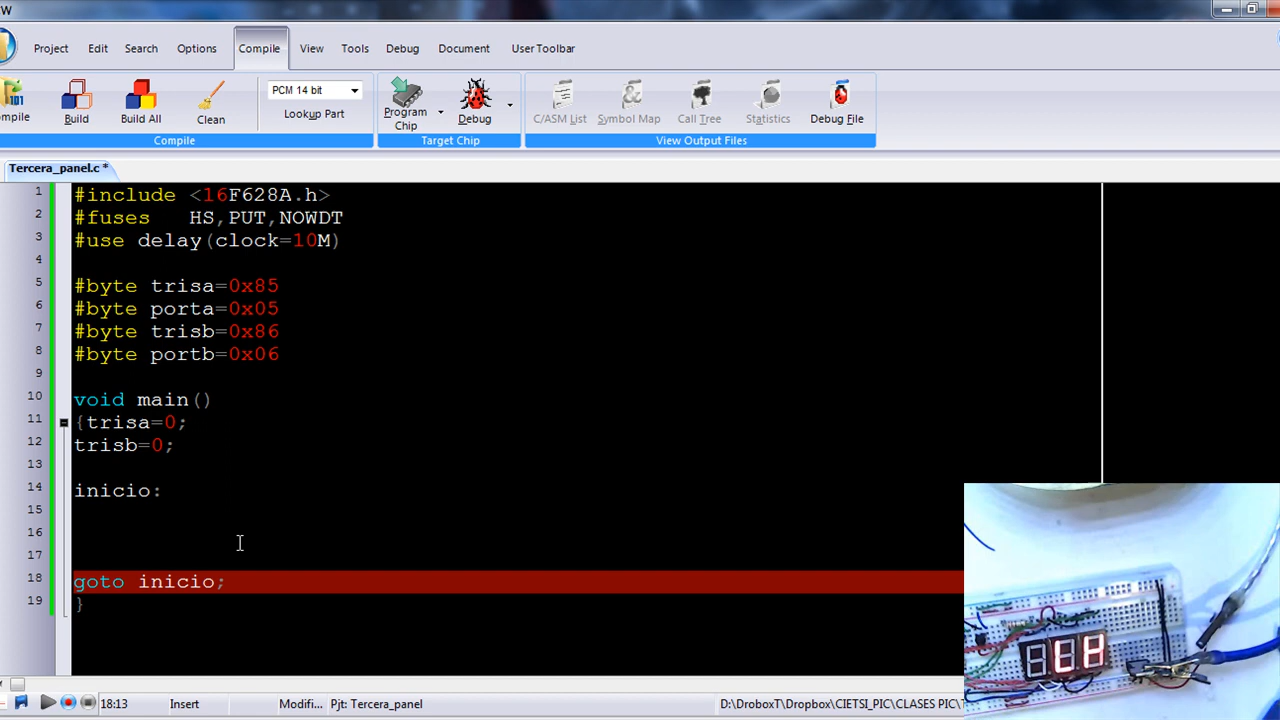 W
Project Edit Search Options Compile View Tools Debug Document User Toolbar
PCM 14 bit
Lookup Part
Build
Build All
Clean
Program
Chip
Debug
C/ASM List
Symbol Map
Call Tree
Statistics
Debug File
Compile
Target Chip
View Output Files
Tercera_panel.c *
1 #include <16F628A.h>
2 #fuses HS,PUT,NOWDT
3 #use delay(clock=10M)
4
5 #byte trisa=0x85
6 #byte porta=0x05
7 #byte trisb=0x86
8 #byte portb=0x06
9
10 void main()
11 {trisa=0;
12 trisb=0;
13
14 inicio:
15
16
17
18 goto inicio;
19 }
18:13 Insert Modifi... Pjt: Tercera_panel D:\DroboxT\Dropbox\CIETSI_PIC\CLASES PIC\